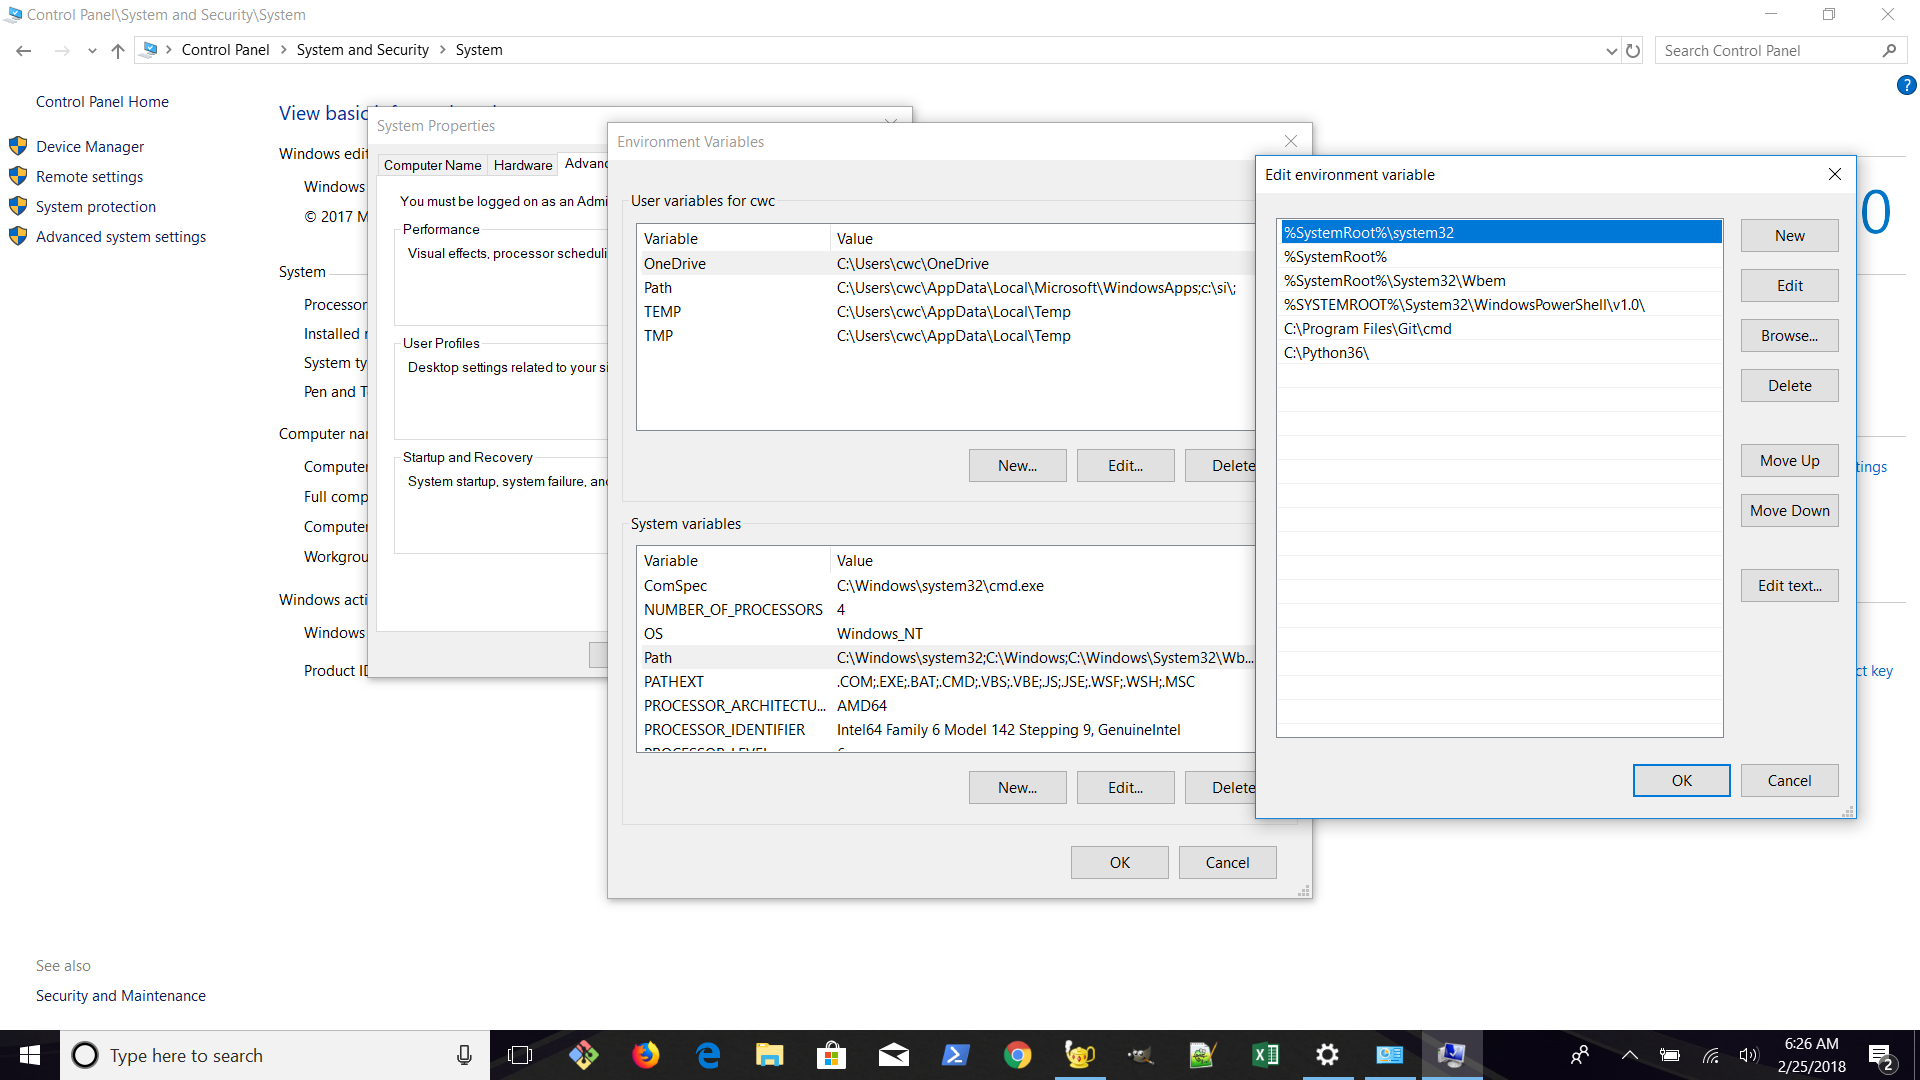 Control Panel\System and Security\System
Control Panel System and Security System
Search Control Panel
Control Panel Home
Device Manager
Remote settings
System protection
Advanced system settings
See also
Security and Maintenance
View basic
Windows edit
Windows
© 2017 M
System
Processor
Installed
System ty
Pen and T
Computer na
Computer
Full comp
Computer
Workgrou
Windows acti
Windows
Product ID
0
tings
ct key
System Properties
Computer Name Hardware Advanc
You must be logged on as an Admi
Performance
Visual effects, processor scheduli
User Profiles
Desktop settings related to your si
Startup and Recovery
System startup, system failure, and
Environment Variables
User variables for cwc
Variable Value
OneDrive C:\Users\cwc\OneDrive
Path C:\Users\cwc\AppData\Local\Microsoft\WindowsApps;c:\si\;
TEMP C:\Users\cwc\AppData\Local\Temp
TMP C:\Users\cwc\AppData\Local\Temp
New... Edit... Delete
System variables
Variable Value
ComSpec C:\Windows\system32\cmd.exe
NUMBER_OF_PROCESSORS 4
OS Windows_NT
Path C:\Windows\system32;C:\Windows;C:\Windows\System32\Wb...
PATHEXT .COM;.EXE;.BAT;.CMD;.VBS;.VBE;.JS;.JSE;.WSF;.WSH;.MSC
PROCESSOR_ARCHITECTU... AMD64
PROCESSOR_IDENTIFIER Intel64 Family 6 Model 142 Stepping 9, GenuineIntel
PROCESSOR_LEVEL 6
New... Edit... Delete
OK Cancel
Edit environment variable
%SystemRoot%\system32
%SystemRoot%
%SystemRoot%\System32\Wbem
%SYSTEMROOT%\System32\WindowsPowerShell\v1.0\
C:\Program Files\Git\cmd
C:\Python36\
New
Edit
Browse...
Delete
Move Up
Move Down
Edit text...
OK Cancel
Type here to search
6:26 AM
2/25/2018
2